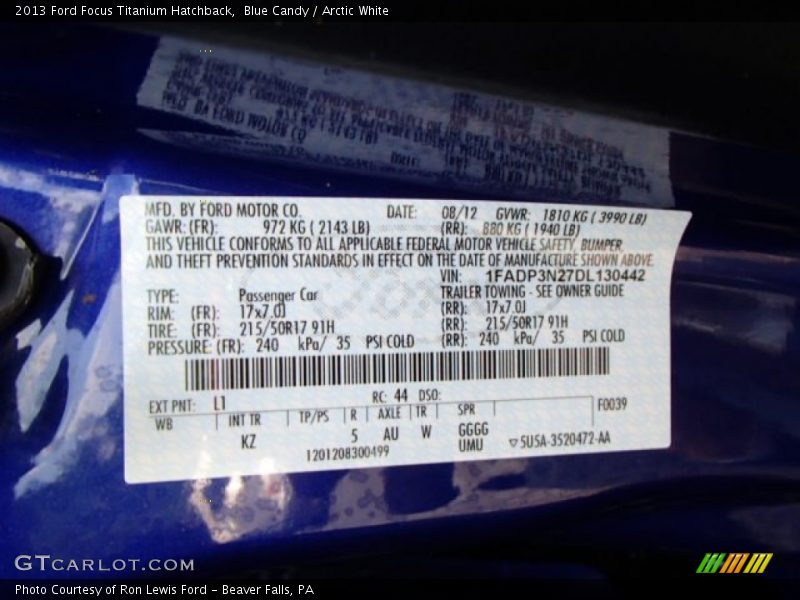 2013 Ford Focus Titanium Hatchback, Blue Candy / Arctic White
MFD. BY FORD MOTOR CO. DATE: 08/12 GVWR: 1810 KG ( 3990 LB)
GAWR: (FR): 972 KG ( 2143 LB) (RR): 880 KG ( 1940 LB)
THIS VEHICLE CONFORMS TO ALL APPLICABLE FEDERAL MOTOR VEHICLE SAFETY, BUMPER,
AND THEFT PREVENTION STANDARDS IN EFFECT ON THE DATE OF MANUFACTURE SHOWN ABOVE.
VIN: 1FADP3N27DL130442
TYPE: Passenger Car TRAILER TOWING - SEE OWNER GUIDE
RIM: (FR): 17x7.0J (RR): 17x7.0J
TIRE: (FR): 215/50R17 91H (RR): 215/50R17 91H
PRESSURE: (FR): 240 kPa/ 35 PSI COLD (RR): 240 kPa/ 35 PSI COLD
EXT PNT: L1 RC: 44 DSO: F0039
WB INT TR TP/PS R AXLE TR SPR
KZ 5 AU W GGGG
UMU ▽5U5A-3520472-AA
1201208300499
GTCARLOT.COM
Photo Courtesy of Ron Lewis Ford - Beaver Falls, PA